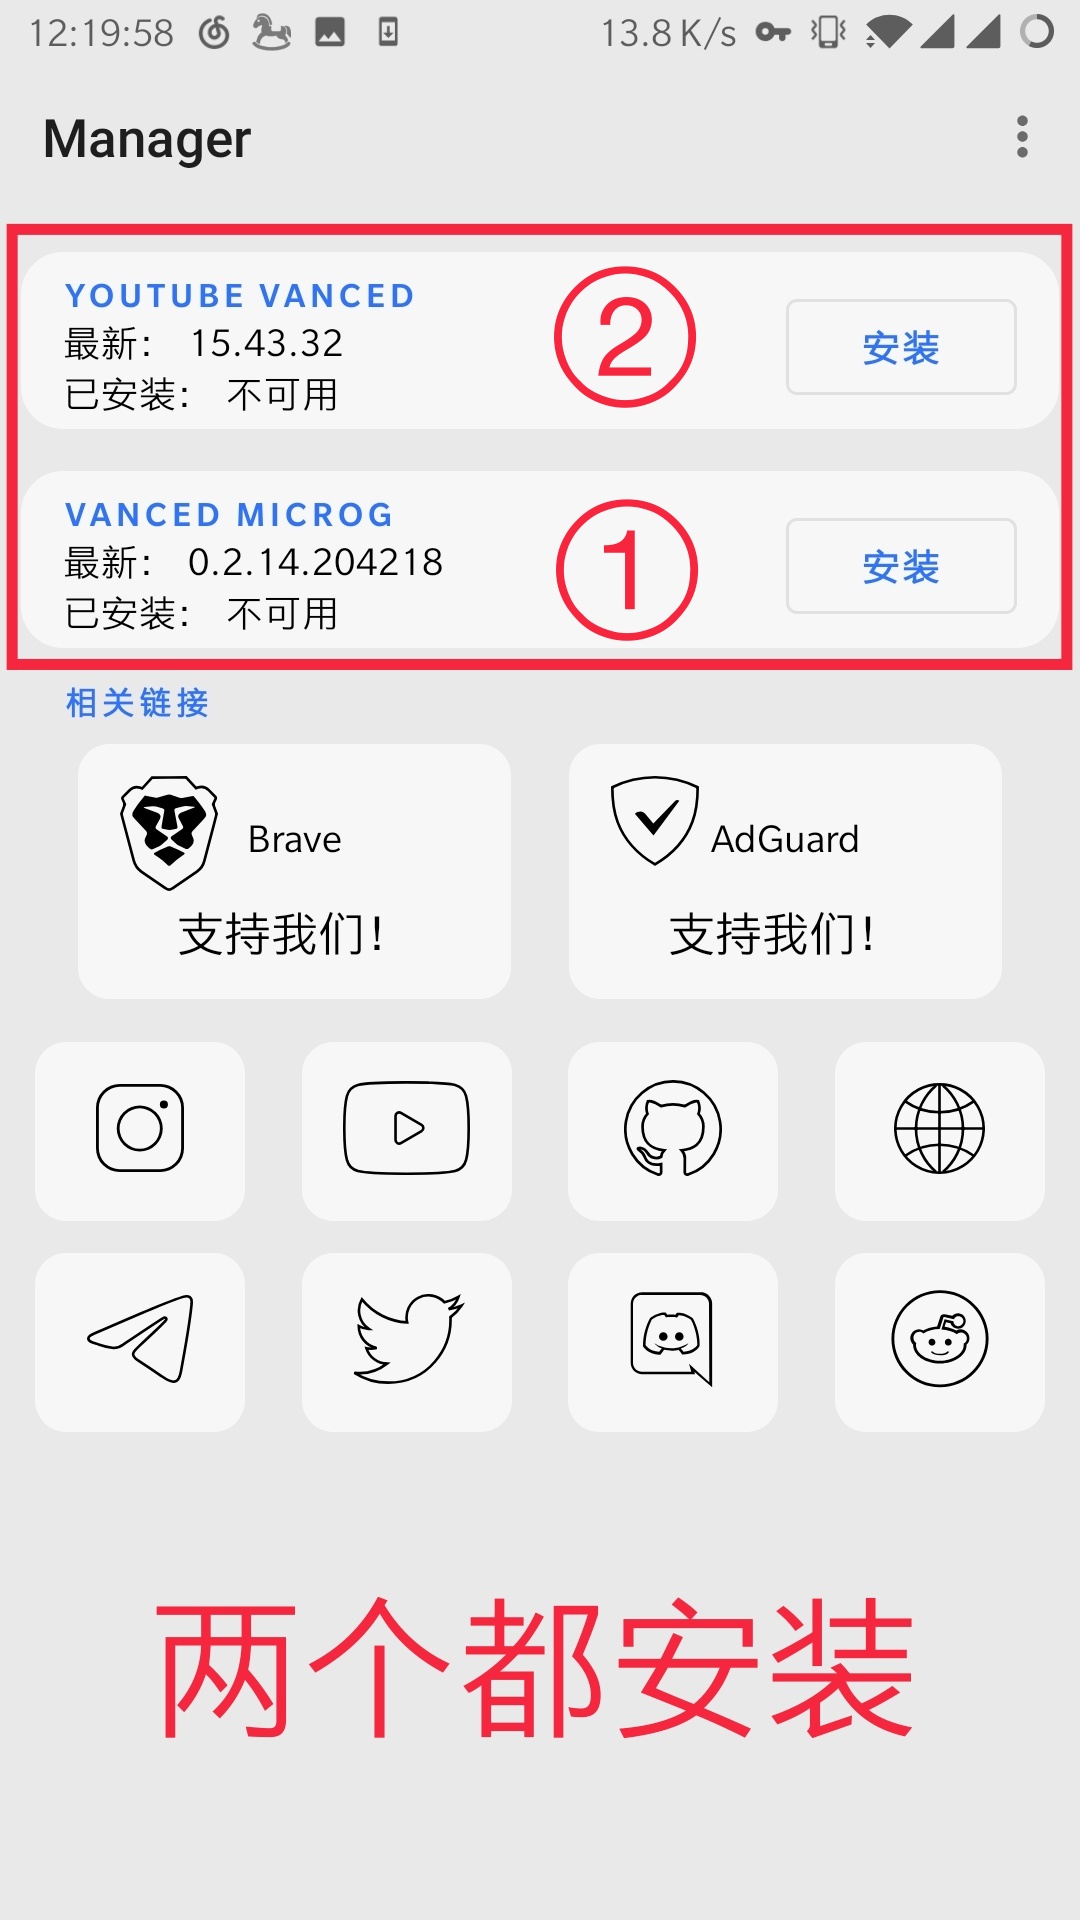 12:19:58 13.8 K/s
Manager
YOUTUBE VANCED
最新： 15.43.32
已安装： 不可用
②
安装
VANCED MICROG
最新： 0.2.14.204218
已安装： 不可用
①
安装
相关链接
Brave
支持我们！
AdGuard
支持我们！
两个都安装